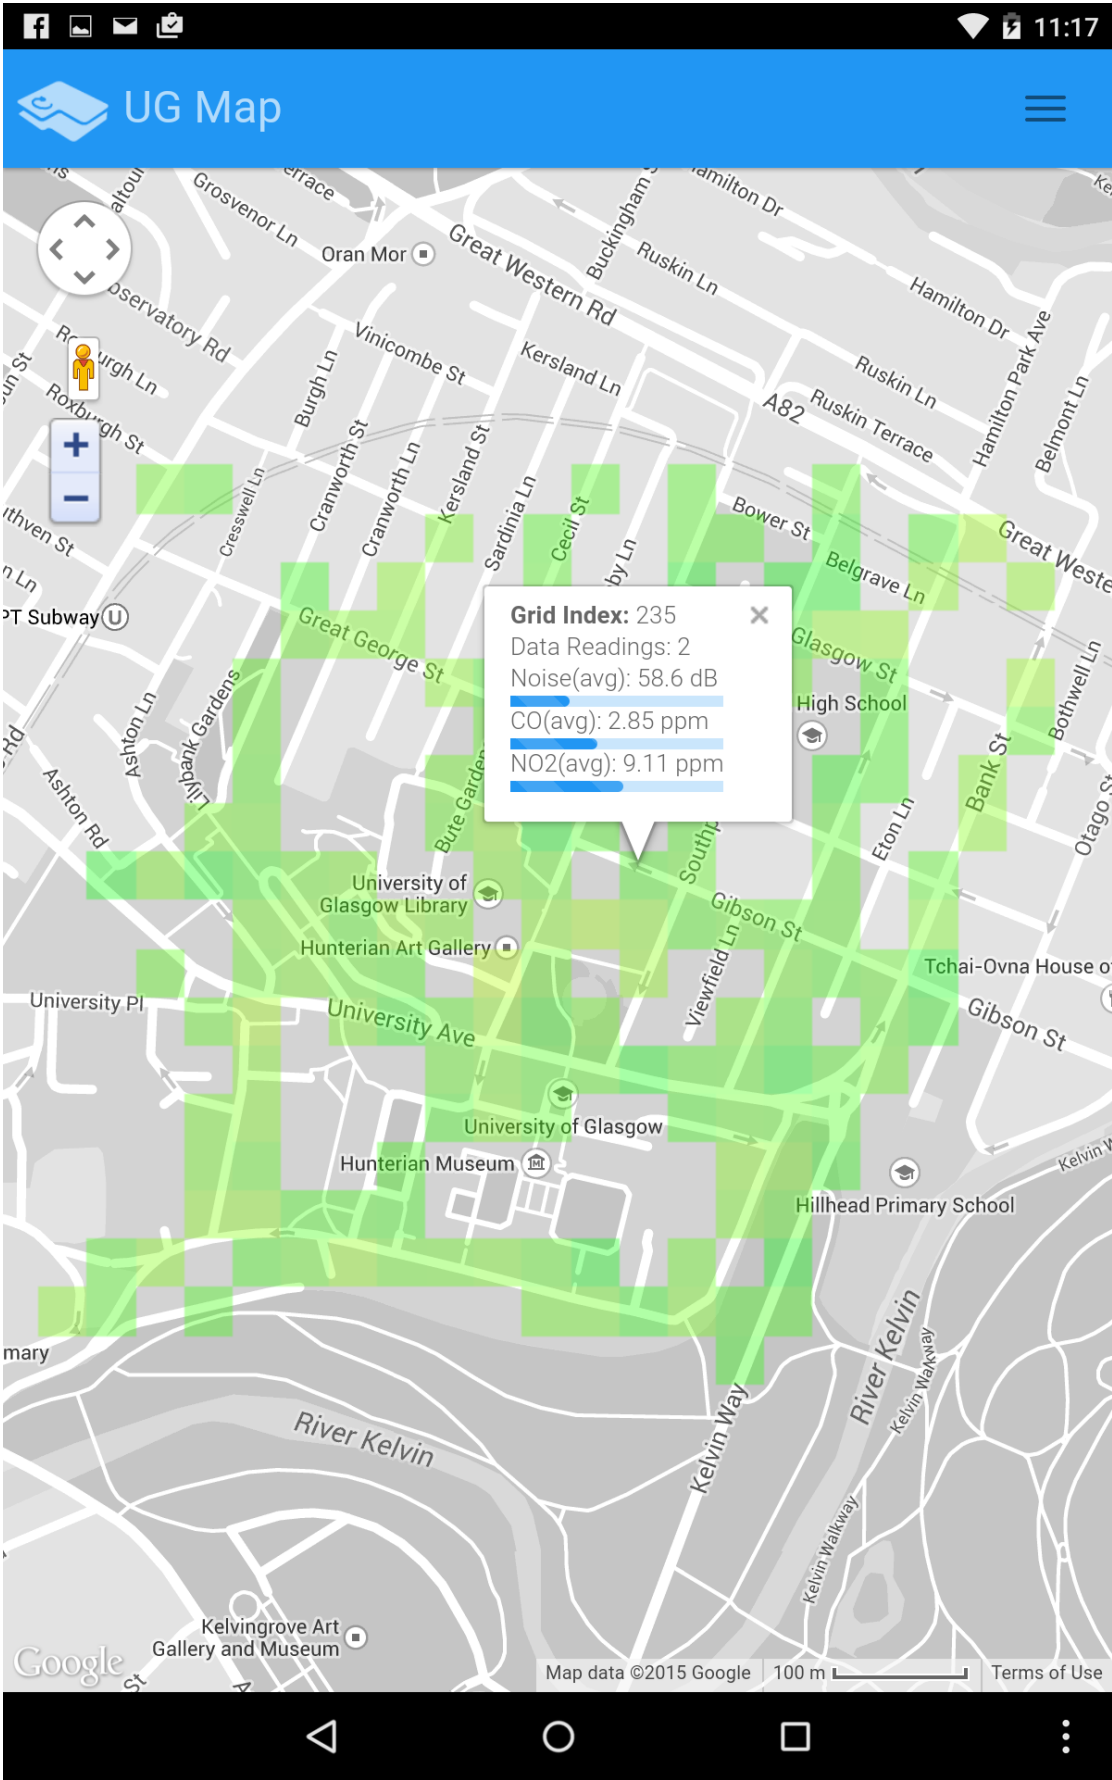 11:17
UG Map
Grosvenor Ln
Hamilton Dr
Buckingham
Oran Mor
Great Western Rd
Ruskin Ln
Observatory Rd
Hamilton Dr
Vinicombe St
Kersland Ln
Roxburgh Ln
Burgh Ln
Ruskin Ln
Hamilton Park Ave
A82
Ruskin Terrace
Belmont Ln
Roxburgh St
Cresswell Ln
Cranworth St
Cranworth Ln
Kersland St
Sardinia Ln
Cecil St
Bower St
Great Weste
Belgrave Ln
PT Subway
U
Great George St
Grid Index: 235
Data Readings: 2
Noise(avg): 58.6 dB
CO(avg): 2.85 ppm
NO2(avg): 9.11 ppm
Glasgow St
High School
Bothwell Ln
Ashton Ln
Lilybank Gardens
Ashton Rd
Bute Garden
Bank St
Otago St
Eton Ln
Southp
University of
Glasgow Library
Gibson St
Hunterian Art Gallery
Viewfield Ln
Tchai-Ovna House o
University Pl
University Ave
Gibson St
University of Glasgow
Hunterian Museum
M
Kelvin W
Hillhead Primary School
mary
River Kelvin
Kelvin Walkway
River Kelvin
Kelvin Way
Kelvin Walkway
Kelvingrove Art
Gallery and Museum
Google
Map data ©2015 Google
100 m
Terms of Use